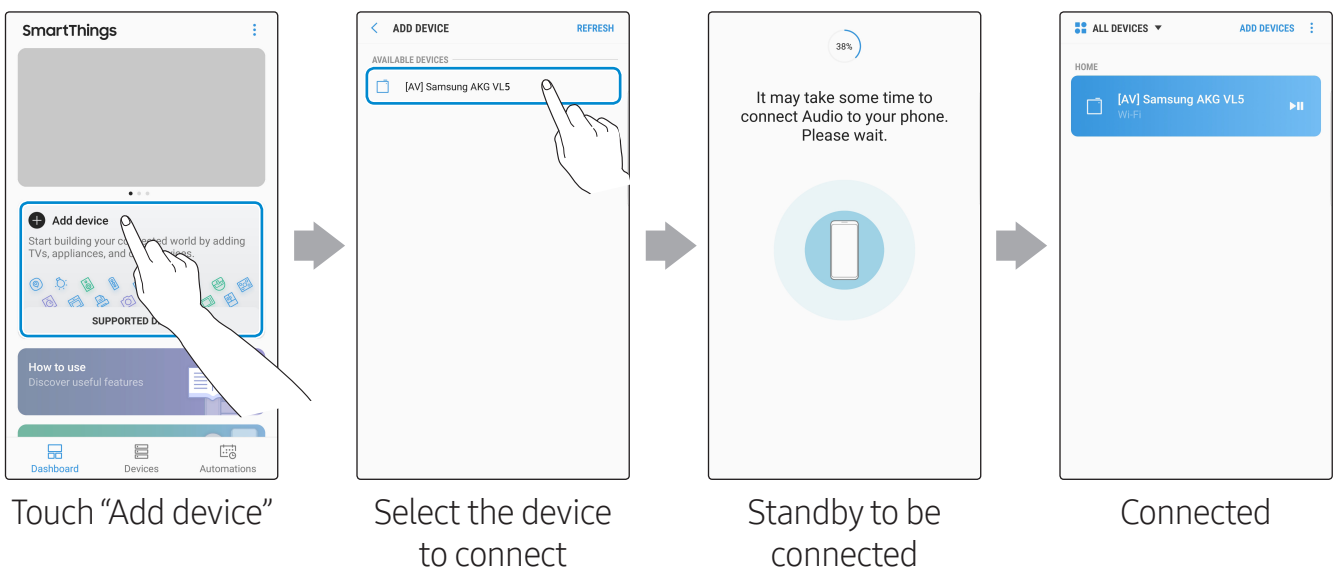 SmartThings
Add device
Start building your world by adding
TVs, appliances, and
SUPPORTED
How to use
Discover useful features
Dashboard
Devices
Automations
Touch “Add device”
ADD DEVICE
REFRESH
AVAILABLE DEVICES
[AV] Samsung AKG VL5
Select the device
to connect
38%
It may take some time to
connect Audio to your phone.
Please wait.
Standby to be
connected
ALL DEVICES
ADD DEVICES
HOME
[AV] Samsung AKG VL5
Wi-Fi
Connected